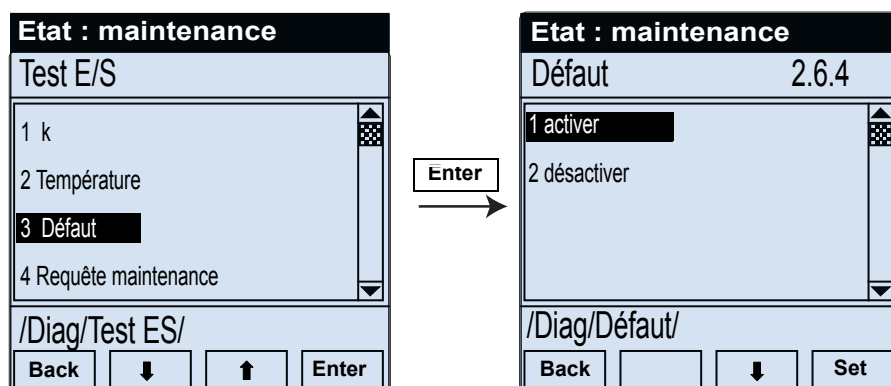 Etat : maintenance
Test E/S
1 k
2 Température
3 Défaut
4 Requête maintenance
/Diag/Test ES/
Back ⬇ ⬆ Enter
Enter
Etat : maintenance
Défaut 2.6.4
1 activer
2 désactiver
/Diag/Défaut/
Back ⬇ Set